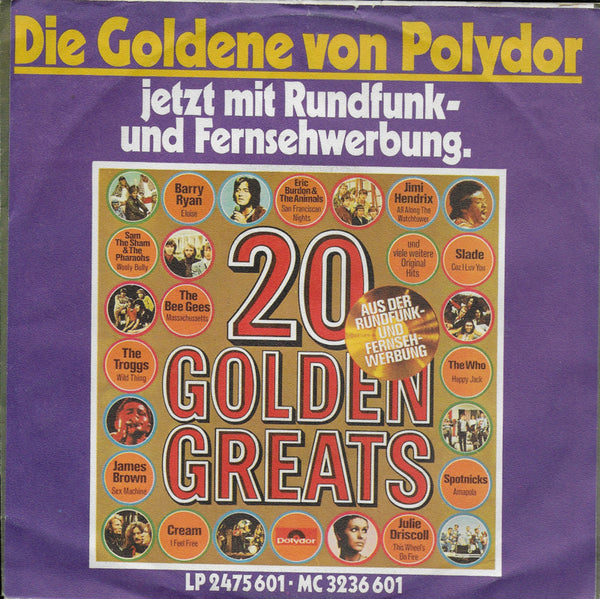 Die Goldene von Polydor
jetzt mit Rundfunk-
und Fernsehwerbung.
Barry
Ryan
Eloise
Eric
Burdon &
The Animals
San Franciscan
Nights
Jimi
Hendrix
All Along The
Watchtower
Sam
The Sham
& The
Pharaohs
Wooly Bully
und
viele weitere
Original
Hits
Slade
Coz I Luv You
The
Bee Gees
Massachusetts
20
GOLDEN
GREATS
AUS DER
RUNDFUNK-
UND
FERNSEH-
WERBUNG
The
Troggs
Wild Thing
The Who
Happy Jack
James
Brown
Sex Machine
Spotnicks
Amapola
Cream
I Feel Free
Polydor
Julie
Driscoll
This Wheel's
On Fire
LP 2475 601 · MC 3236 601